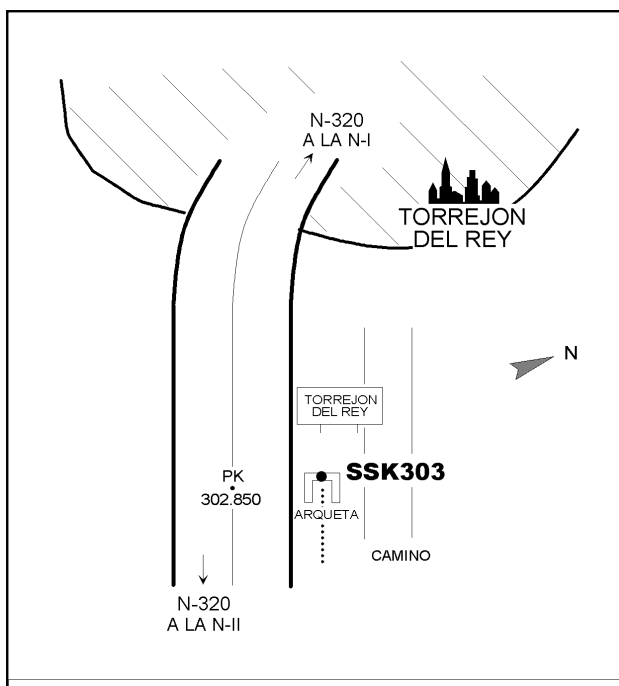 N-320
A LA N-I
TORREJON
DEL REY
N
TORREJON
DEL REY
SSK303
PK
302.850
ARQUETA
CAMINO
N-320
A LA N-II